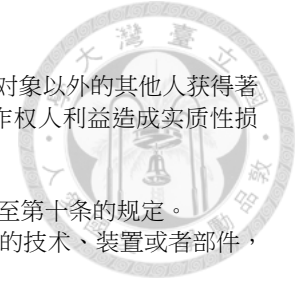 对象以外的其他人获得著
作权人利益造成实质性损
至第十条的规定。
的技术、装置或者部件，